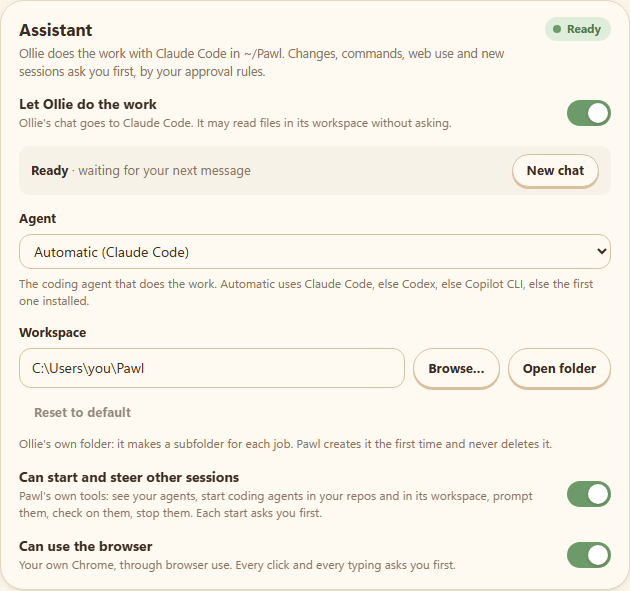 Assistant
Ready
Ollie does the work with Claude Code in ~/Pawl. Changes, commands, web use and new
sessions ask you first, by your approval rules.
Let Ollie do the work
Ollie's chat goes to Claude Code. It may read files in its workspace without asking.
Ready · waiting for your next message
New chat
Agent
Automatic (Claude Code)
The coding agent that does the work. Automatic uses Claude Code, else Codex, else Copilot CLI, else the first
one installed.
Workspace
C:\Users\you\Pawl
Browse...
Open folder
Reset to default
Ollie's own folder: it makes a subfolder for each job. Pawl creates it the first time and never deletes it.
Can start and steer other sessions
Pawl's own tools: see your agents, start coding agents in your repos and in its workspace, prompt
them, check on them, stop them. Each start asks you first.
Can use the browser
Your own Chrome, through browser use. Every click and every typing asks you first.